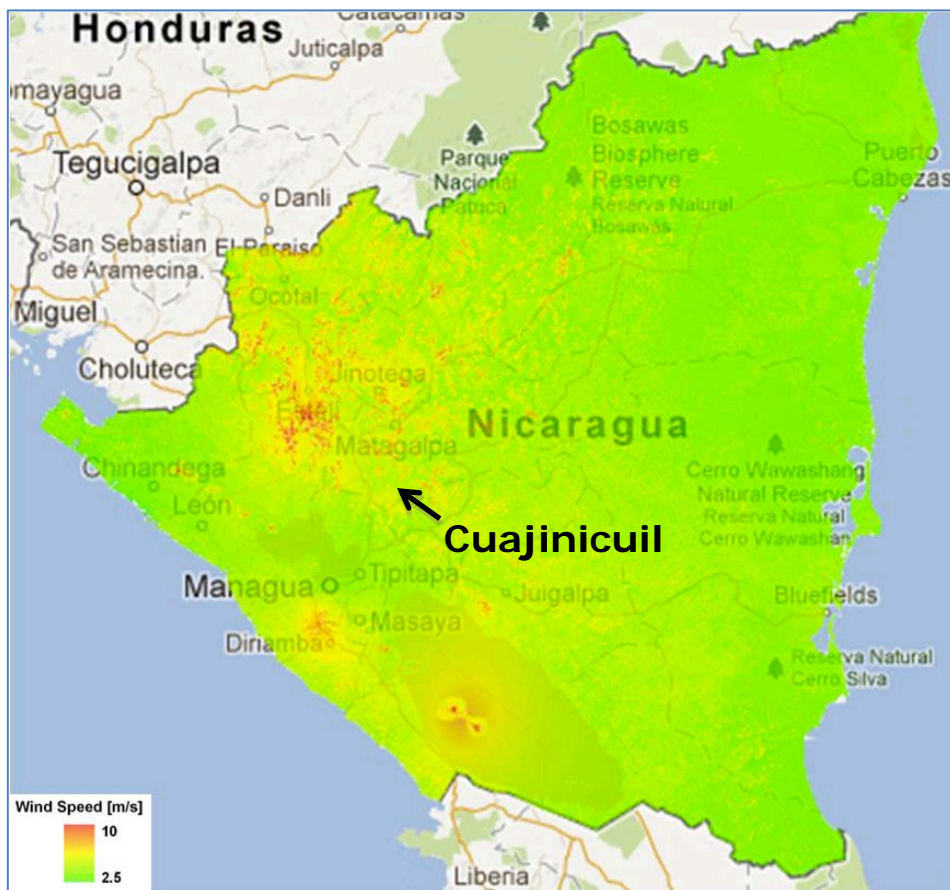 Honduras
Catacamas
Juticalpa
omayagua
Tegucigalpa
Parque
Nacional
Patuca
Bosawas
Biosphere
Reserve
Reserva Natural
Bosawas
Puerto
Cabezas
Danli
San Sebastian
de Aramecina.
El Paraiso
Ocotal
Miguel
Choluteca
Jinotega
Estelí
Matagalpa
Nicaragua
Chinandega
León
Cerro Wawashang
Natural Reserve
Reserva Natural
Cerro Wawashan
Cuajinicuil
Managua
Tipitapa
Juigalpa
Bluefields
Masaya
Diriamba
Reserva Natural
Cerro Silva
Wind Speed [m/s]
10
2.5
Liberia